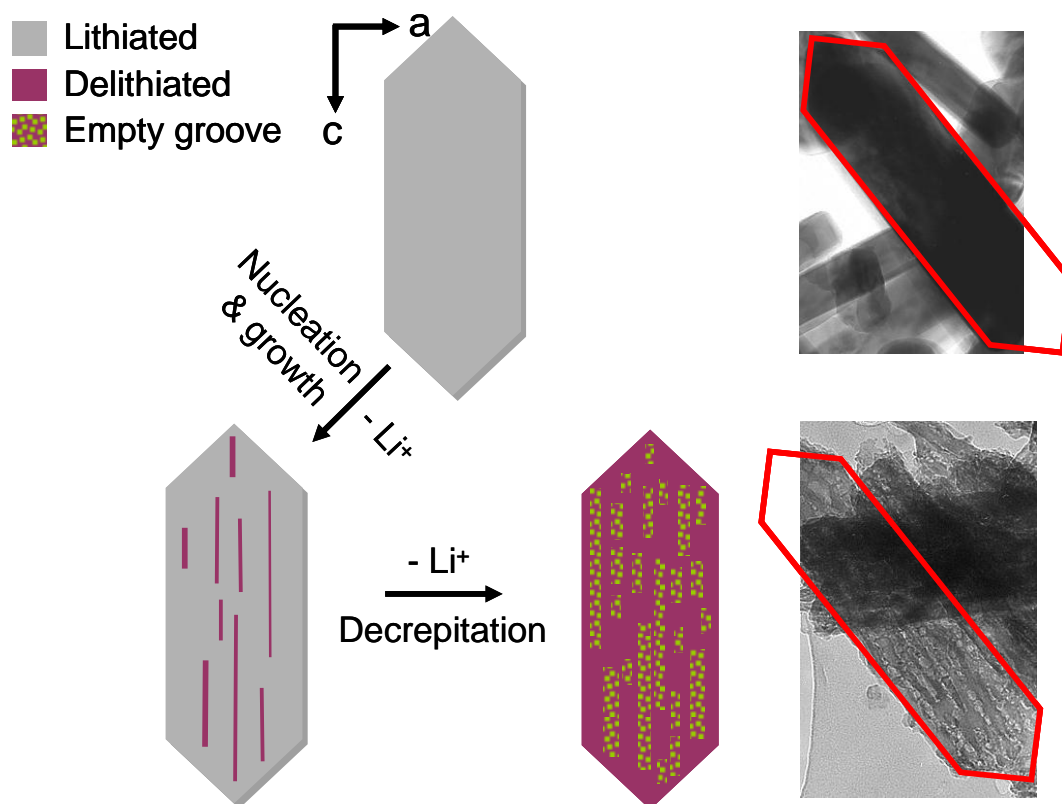 Lithiated
Delithiated
Empty groove
a
c
Nucleation
& growth
- Li⁺
- Li⁺
Decrepitation